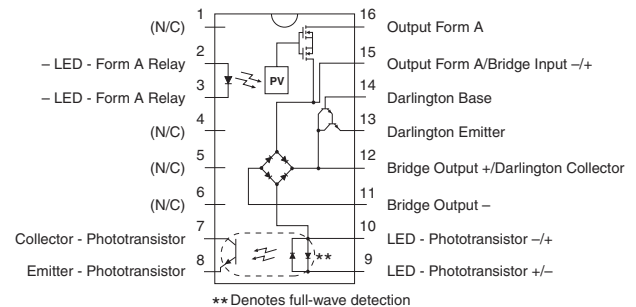 1
16
(N/C)
Output Form A
2
15
– LED - Form A Relay
Output Form A/Bridge Input –/+
PV
3
14
– LED - Form A Relay
Darlington Base
4
13
(N/C)
Darlington Emitter
5
12
(N/C)
Bridge Output +/Darlington Collector
6
11
(N/C)
Bridge Output –
7
10
Collector - Phototransistor
LED - Phototransistor –/+
**
8
9
Emitter - Phototransistor
LED - Phototransistor +/–
** Denotes full-wave detection